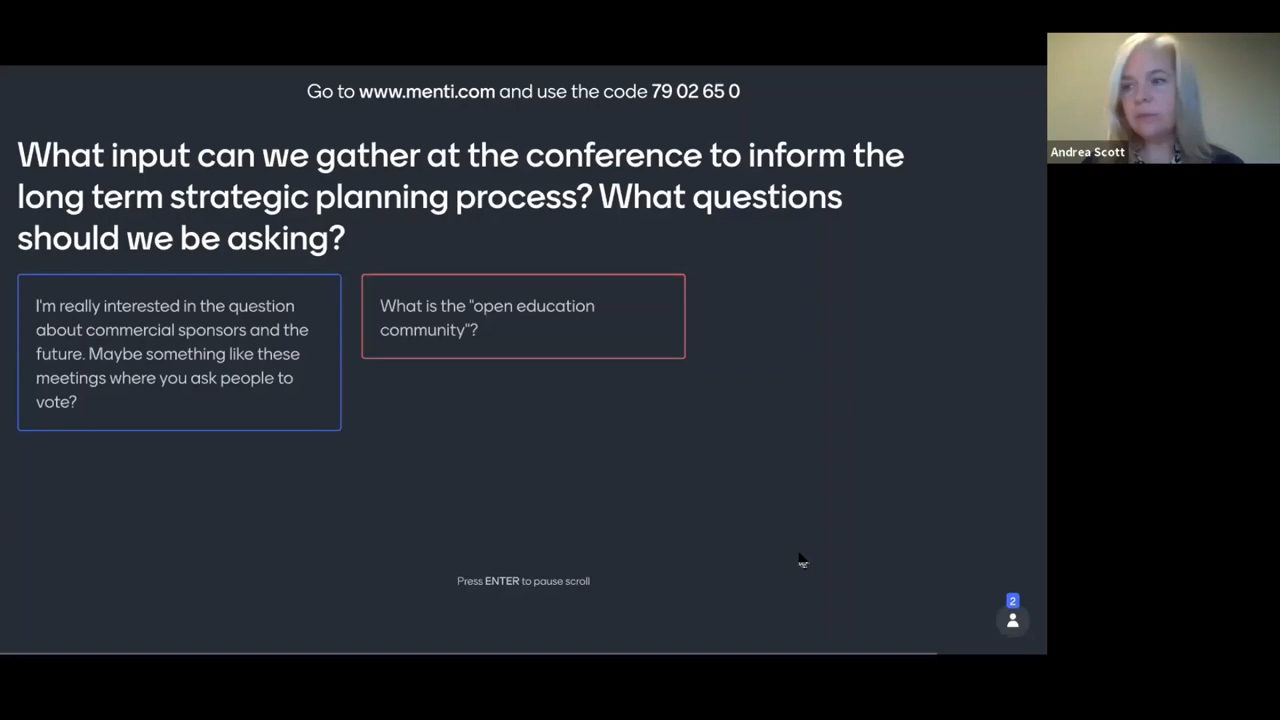 Go to www.menti.com and use the code 79 02 65 0
Andrea Scott
What input can we gather at the conference to inform the
long term strategic planning process? What questions
should we be asking?
I'm really interested in the question
about commercial sponsors and the
future. Maybe something like these
meetings where you ask people to
vote?
What is the "open education
community"?
Press ENTER to pause scroll
2